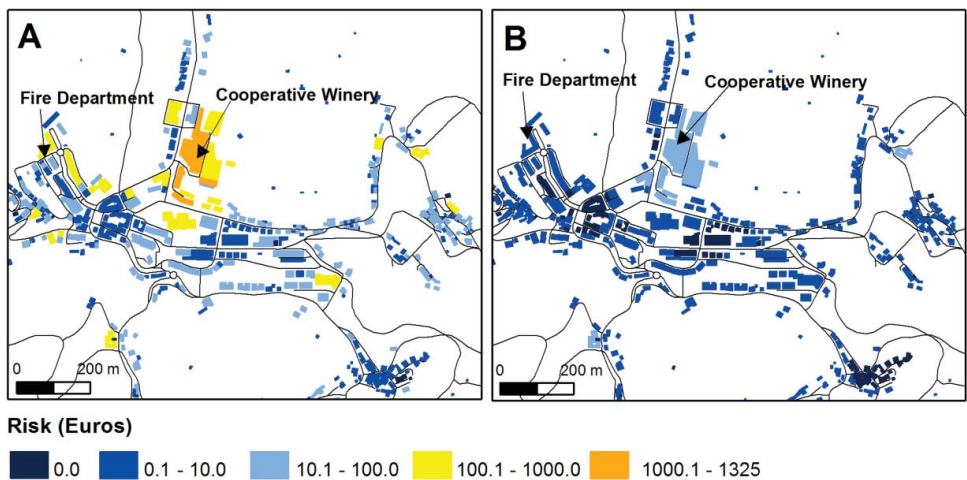 A
Fire Department
Cooperative Winery
0 200 m
B
Fire Department
Cooperative Winery
0 200 m
Risk (Euros)
0.0 0.1 - 10.0 10.1 - 100.0 100.1 - 1000.0 1000.1 - 1325